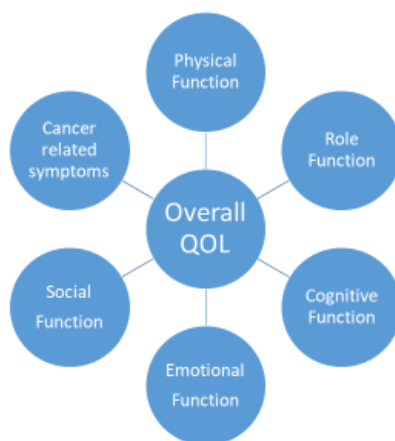 Physical
Function
Cancer
related
symptoms
Role
Function
Overall
QOL
Social
Function
Cognitive
Function
Emotional
Function